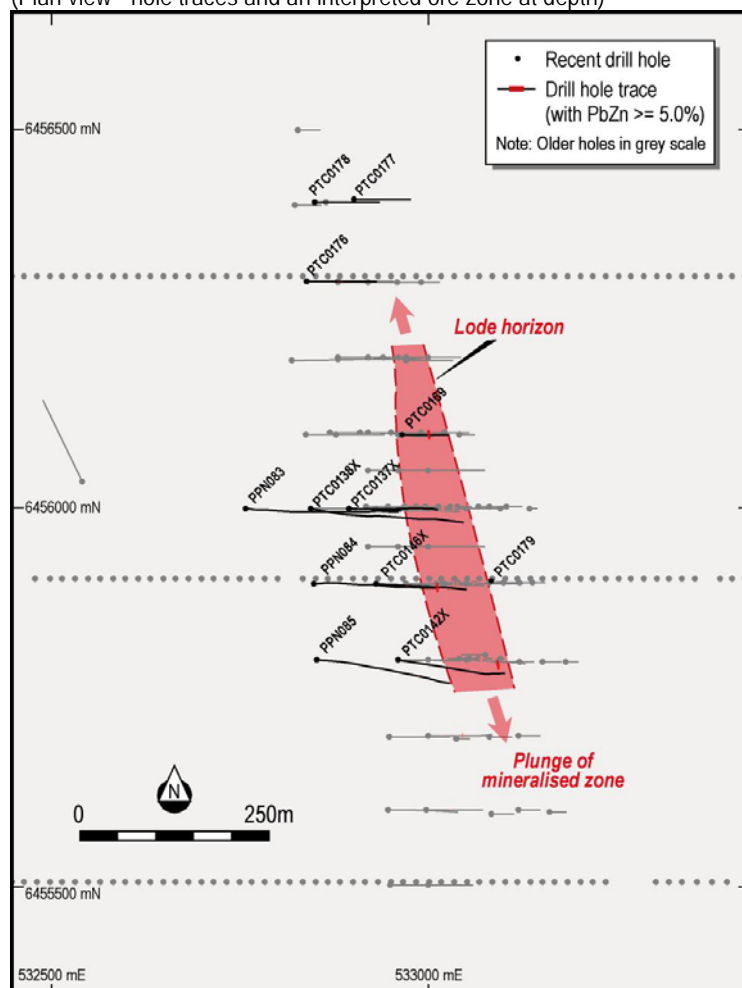 (Plan view - hole traces and an interpreted ore zone at depth)
Recent drill hole
Drill hole trace
(with PbZn >= 5.0%)
Note: Older holes in grey scale
6456500 mN
PTC0178
PTC0177
PTC0176
Lode horizon
PTC0169
PPN083
PTC0138X
PTC0137X
6456000 mN
PPN084
PTC0146X
PTC0179
PPN085
PTC0142X
Plunge of
mineralised zone
N
0 250m
6455500 mN
532500 mE
533000 mE